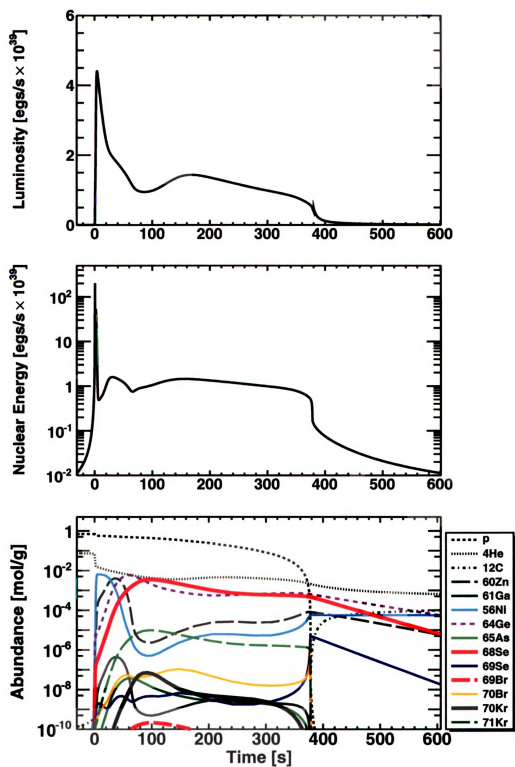 Luminosity [egs/s × 10^39]
6
4
2
0
0 100 200 300 400 500 600
Nuclear Energy [egs/s × 10^39]
10^2
10
1
10^-1
10^-2
0 100 200 300 400 500 600
Abundance [mol/g]
1
10^-2
10^-4
10^-6
10^-8
10^-10
0 100 200 300 400 500 600
Time [s]
p
4He
12C
60Zn
61Ga
56Ni
64Ge
65As
68Se
69Se
69Br
70Br
70Kr
71Kr